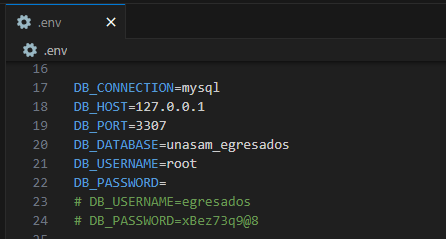 .env
.env
16
17 DB_CONNECTION=mysql
18 DB_HOST=127.0.0.1
19 DB_PORT=3307
20 DB_DATABASE=unasam_egresados
21 DB_USERNAME=root
22 DB_PASSWORD=
23 # DB_USERNAME=egresados
24 # DB_PASSWORD=xBez73q9@8
25